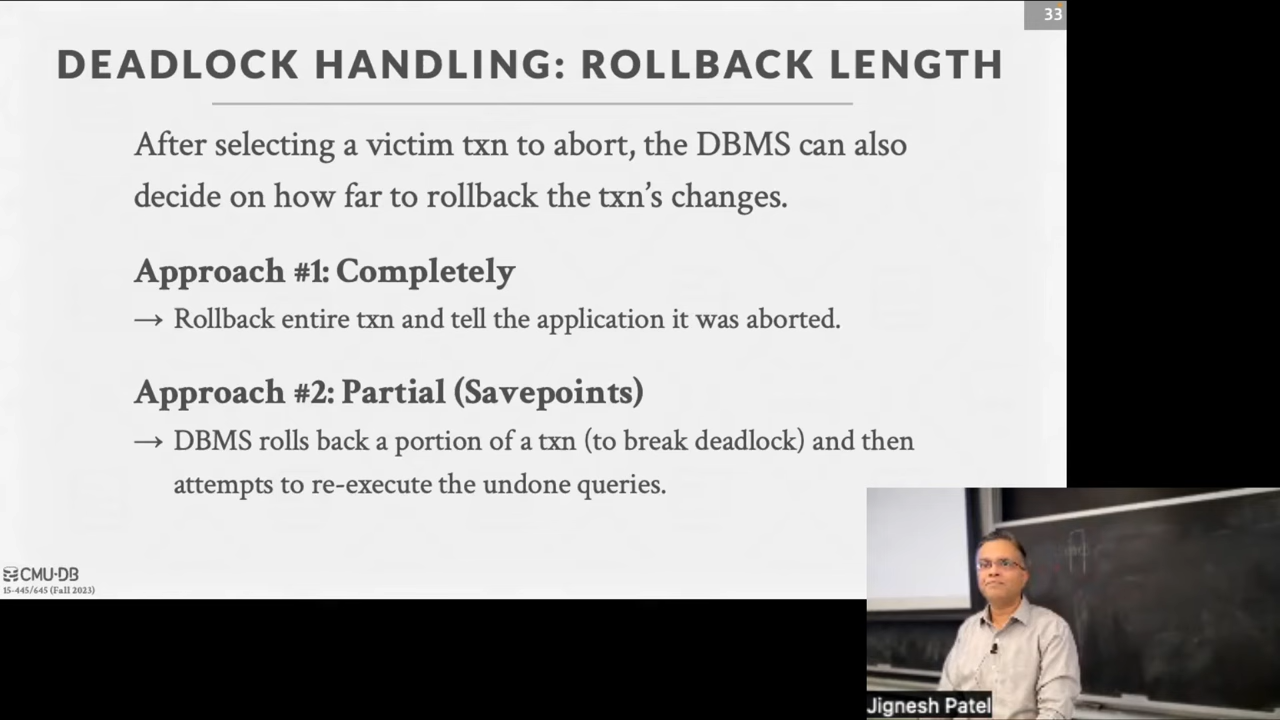 33
DEADLOCK HANDLING: ROLLBACK LENGTH
After selecting a victim txn to abort, the DBMS can also
decide on how far to rollback the txn's changes.
Approach #1: Completely
→ Rollback entire txn and tell the application it was aborted.
Approach #2: Partial (Savepoints)
→ DBMS rolls back a portion of a txn (to break deadlock) and then
attempts to re-execute the undone queries.
CMU·DB
15-445/645 (Fall 2023)
Jignesh Patel